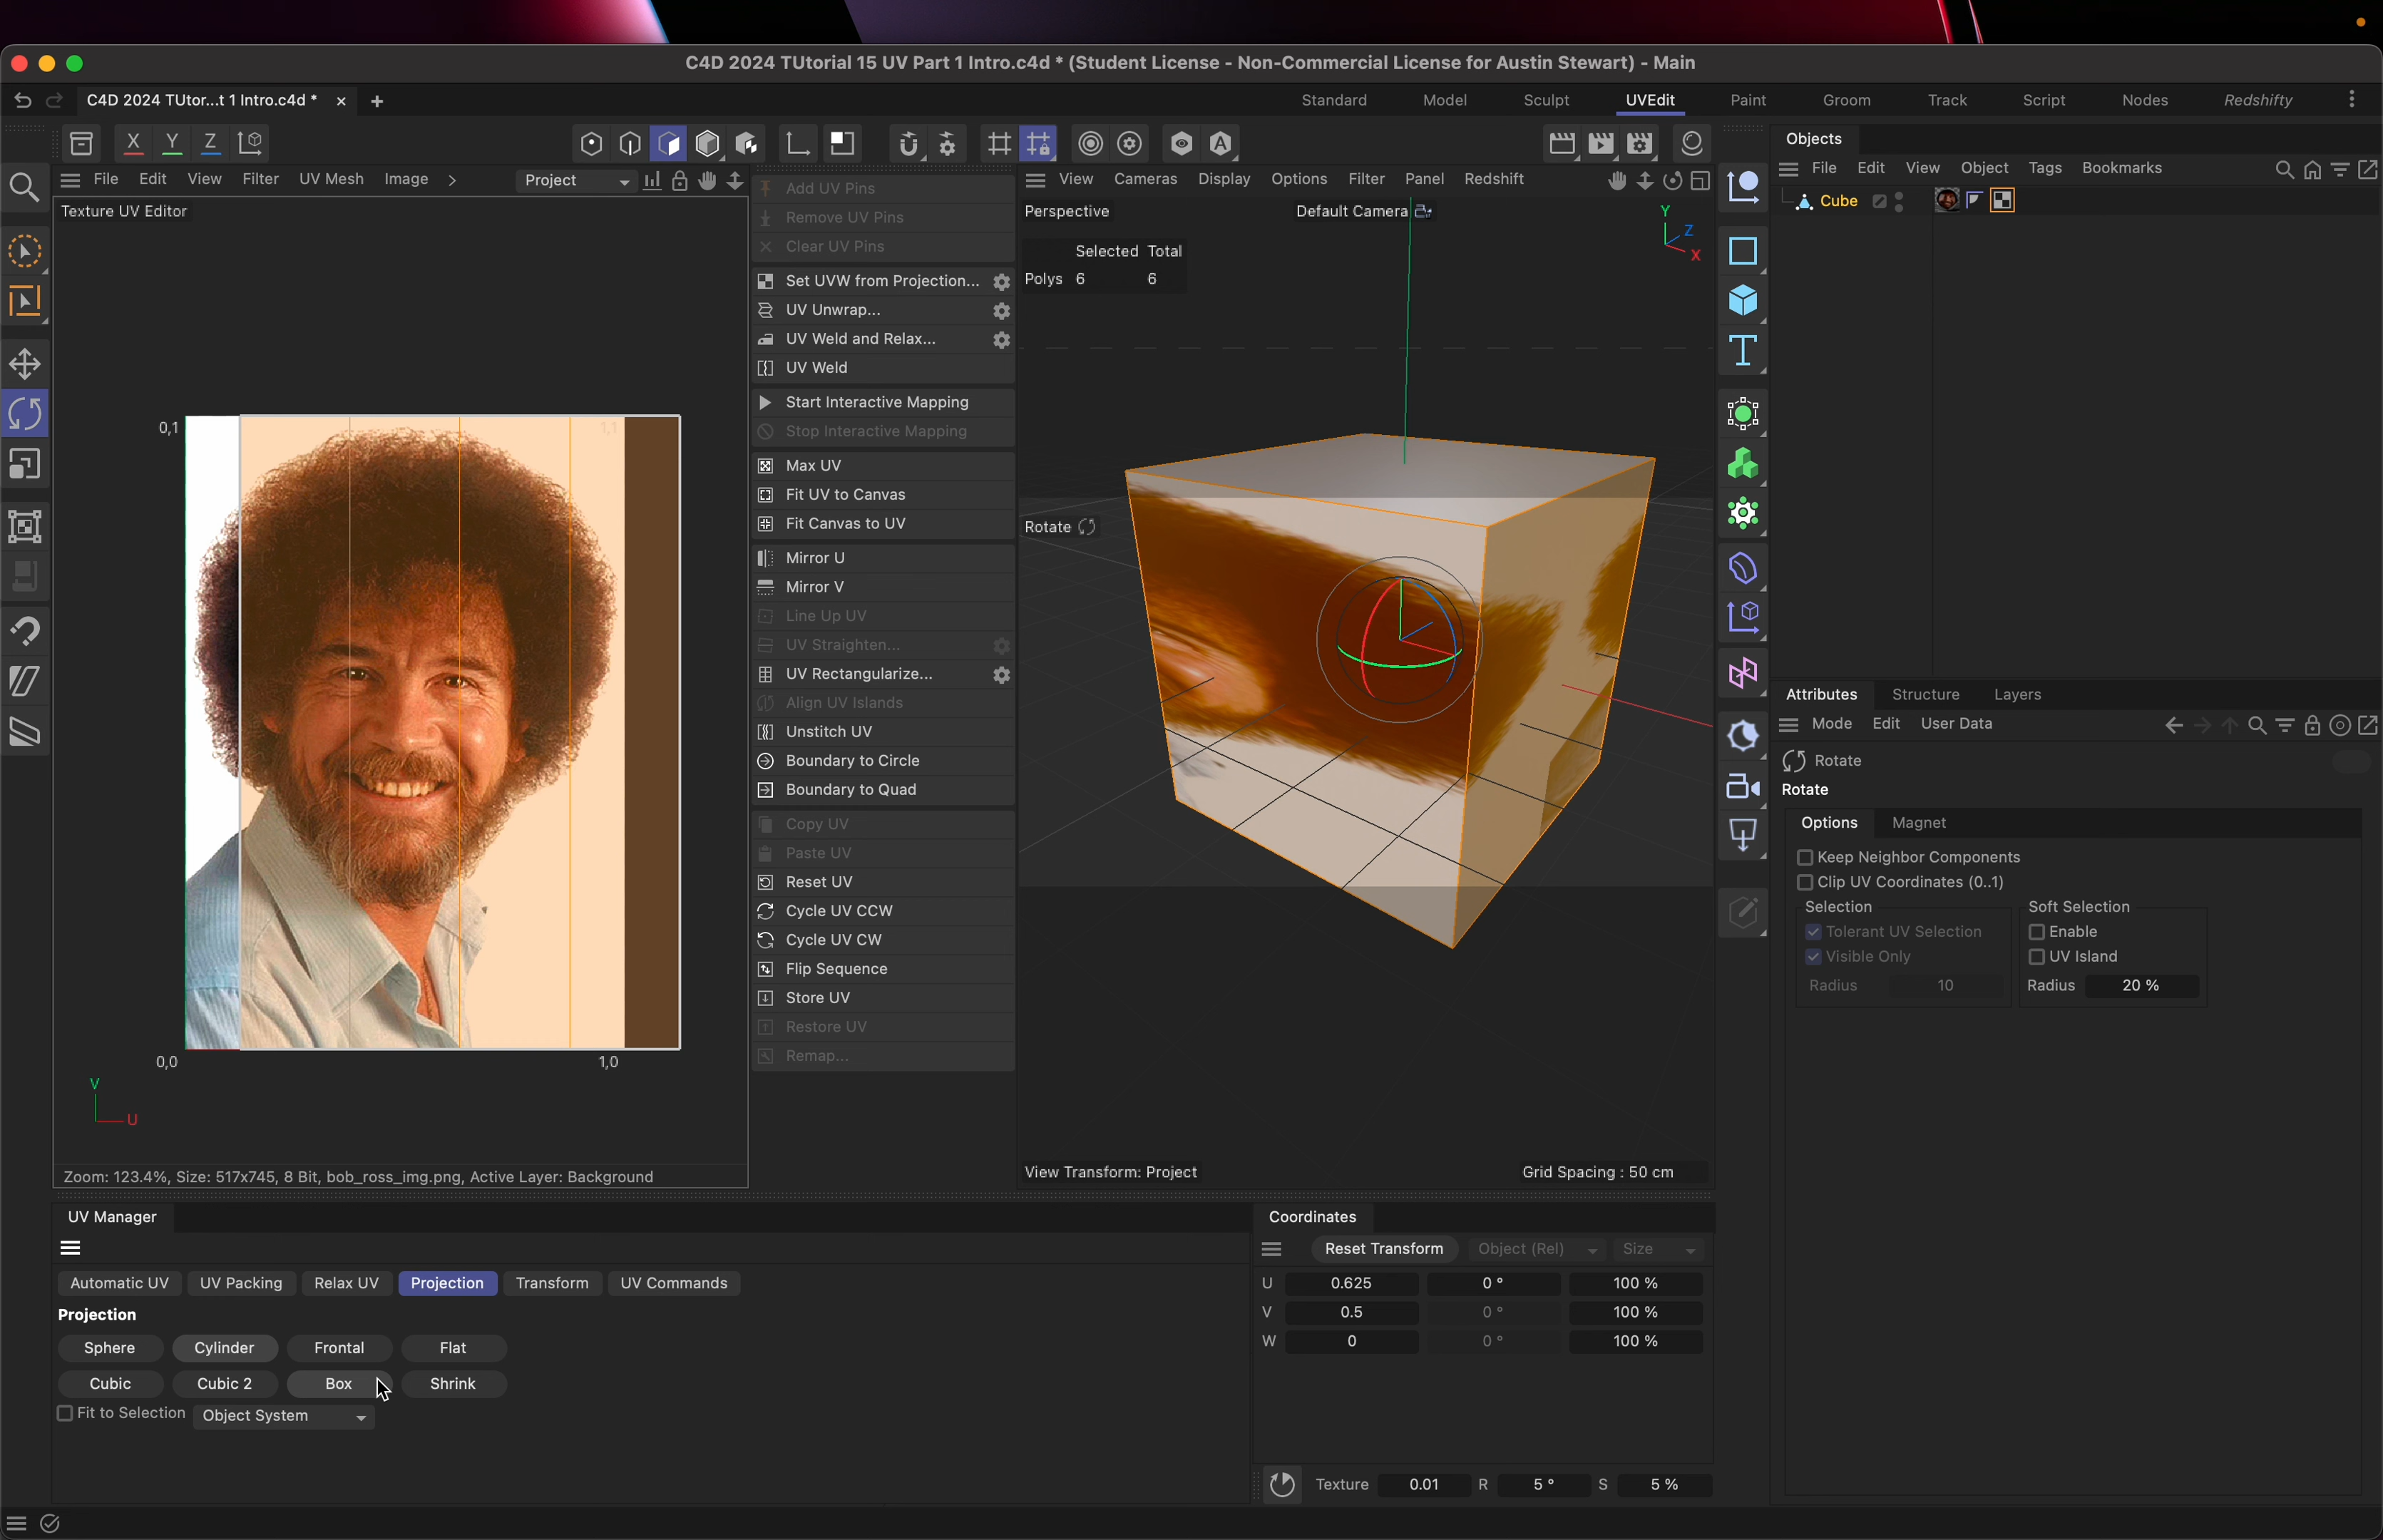 C4D 2024 TUtorial 15 UV Part 1 Intro.c4d * (Student License - Non-Commercial License for Austin Stewart) - Main
C4D 2024 TUtor...t 1 Intro.c4d *
Standard Model Sculpt UVEdit Paint Groom Track Script Nodes Redshifty
X Y Z
Objects
File Edit View Object Tags Bookmarks
Cube
File Edit View Filter UV Mesh Image > Project
Texture UV Editor
0,1
1,1
0,0
1,0
V
U
Zoom: 123.4%, Size: 517x745, 8 Bit, bob_ross_img.png, Active Layer: Background
Add UV Pins
Remove UV Pins
Clear UV Pins
Set UVW from Projection...
UV Unwrap...
UV Weld and Relax...
UV Weld
Start Interactive Mapping
Stop Interactive Mapping
Max UV
Fit UV to Canvas
Fit Canvas to UV
Mirror U
Mirror V
Line Up UV
UV Straighten...
UV Rectangularize...
Align UV Islands
Unstitch UV
Boundary to Circle
Boundary to Quad
Copy UV
Paste UV
Reset UV
Cycle UV CCW
Cycle UV CW
Flip Sequence
Store UV
Restore UV
Remap...
View Cameras Display Options Filter Panel Redshift
Perspective
Default Camera
Y
Z
X
Selected Total
Polys 6 6
Rotate
View Transform: Project
Grid Spacing : 50 cm
Attributes Structure Layers
Mode Edit User Data
Rotate
Rotate
Options Magnet
Keep Neighbor Components
Clip UV Coordinates (0..1)
Selection
Tolerant UV Selection
Visible Only
Radius 10
Soft Selection
Enable
UV Island
Radius 20 %
UV Manager
Automatic UV UV Packing Relax UV Projection Transform UV Commands
Projection
Sphere Cylinder Frontal Flat
Cubic Cubic 2 Box Shrink
Fit to Selection Object System
Coordinates
Reset Transform Object (Rel) Size
U 0.625 0 ° 100 %
V 0.5 0 ° 100 %
W 0 0 ° 100 %
Texture 0.01 R 5 ° S 5 %